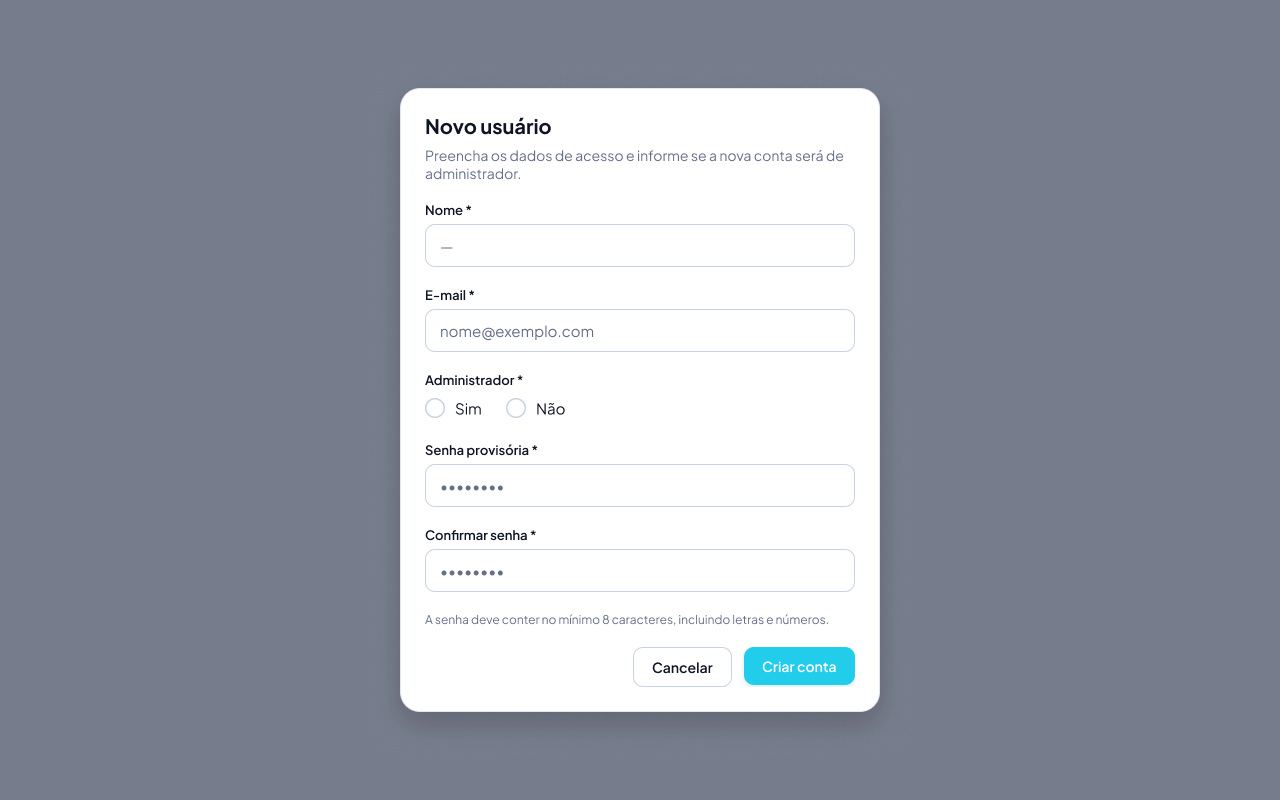 Novo usuário
Preencha os dados de acesso e informe se a nova conta será de
administrador.
Nome *
—
E-mail *
nome@exemplo.com
Administrador *
Sim Não
Senha provisória *
••••••••
Confirmar senha *
••••••••
A senha deve conter no mínimo 8 caracteres, incluindo letras e números.
Cancelar Criar conta